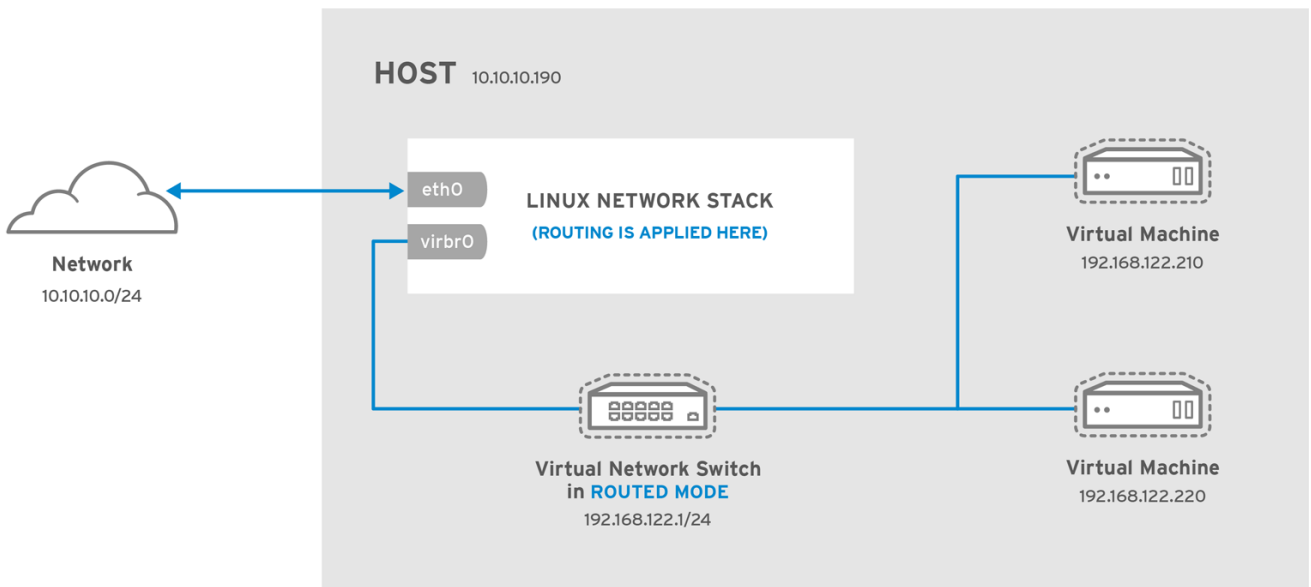 HOST 10.10.10.190
eth0
LINUX NETWORK STACK
(ROUTING IS APPLIED HERE)
virbr0
Network
10.10.10.0/24
Virtual Machine
192.168.122.210
Virtual Network Switch
in ROUTED MODE
192.168.122.1/24
Virtual Machine
192.168.122.220